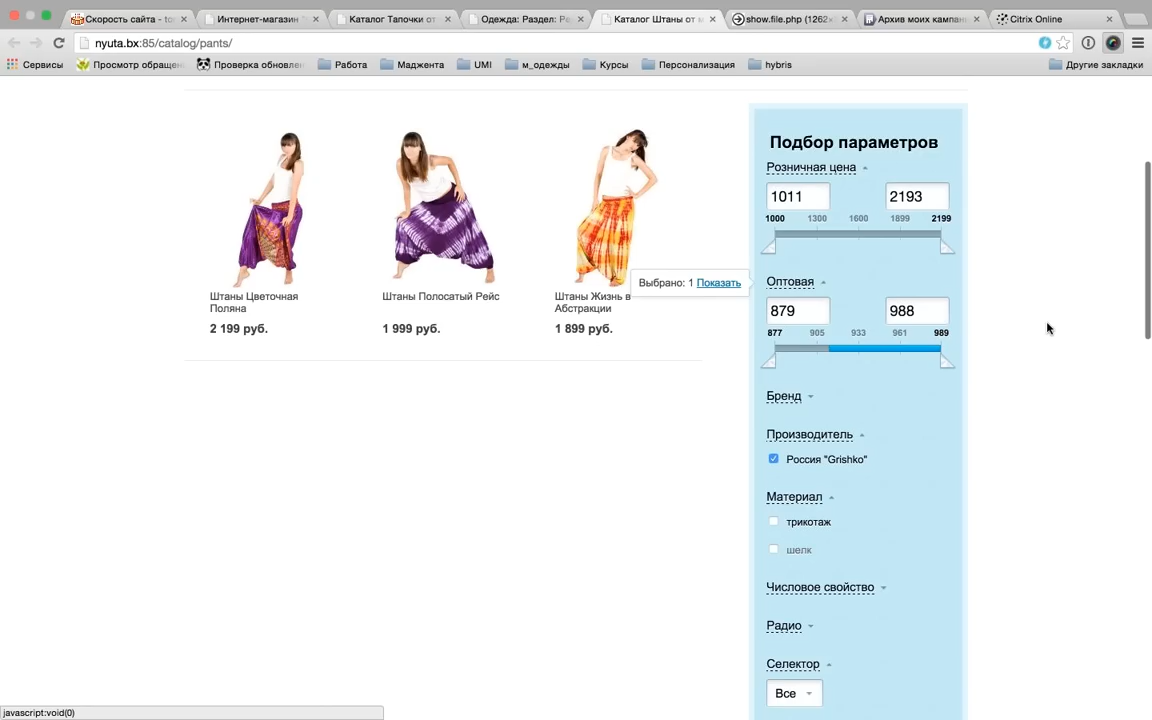 Скорость сайта - to
Интернет-магазин "
Каталог Тапочки от
Одежда: Раздел: Ра
Каталог Штаны от м
show.file.php (1262×
Архив моих кампан
Citrix Online
nyuta.bx:85/catalog/pants/
Сервисы
Просмотр обращен
Проверка обновлен
Работа
Маджента
UMI
м_одежды
Курсы
Персонализация
hybris
Другие закладки
Подбор параметров
Розничная цена
1011 2193
1000 1300 1600 1899 2199
Штаны Цветочная
Поляна
2 199 руб.
Штаны Полосатый Рейс
1 999 руб.
Штаны Жизнь в
Абстракции
1 899 руб.
Выбрано: 1 Показать
Оптовая
879 988
877 905 933 961 989
Бренд
Производитель
Россия "Grishko"
Материал
трикотаж
шелк
Числовое свойство
Радио
Селектор
Все
javascript:void(0)